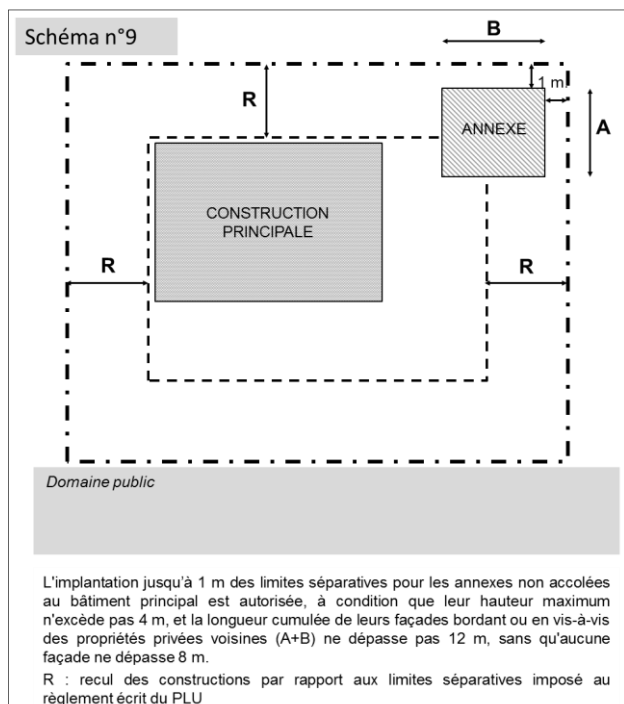 Schéma n°9
B
R
1 m
ANNEXE
A
CONSTRUCTION
PRINCIPALE
R
R
Domaine public
L'implantation jusqu'à 1 m des limites séparatives pour les annexes non accolées
au bâtiment principal est autorisée, à condition que leur hauteur maximum
n'excède pas 4 m, et la longueur cumulée de leurs façades bordant ou en vis-à-vis
des propriétés privées voisines (A+B) ne dépasse pas 12 m, sans qu'aucune
façade ne dépasse 8 m.
R : recul des constructions par rapport aux limites séparatives imposé au
règlement écrit du PLU